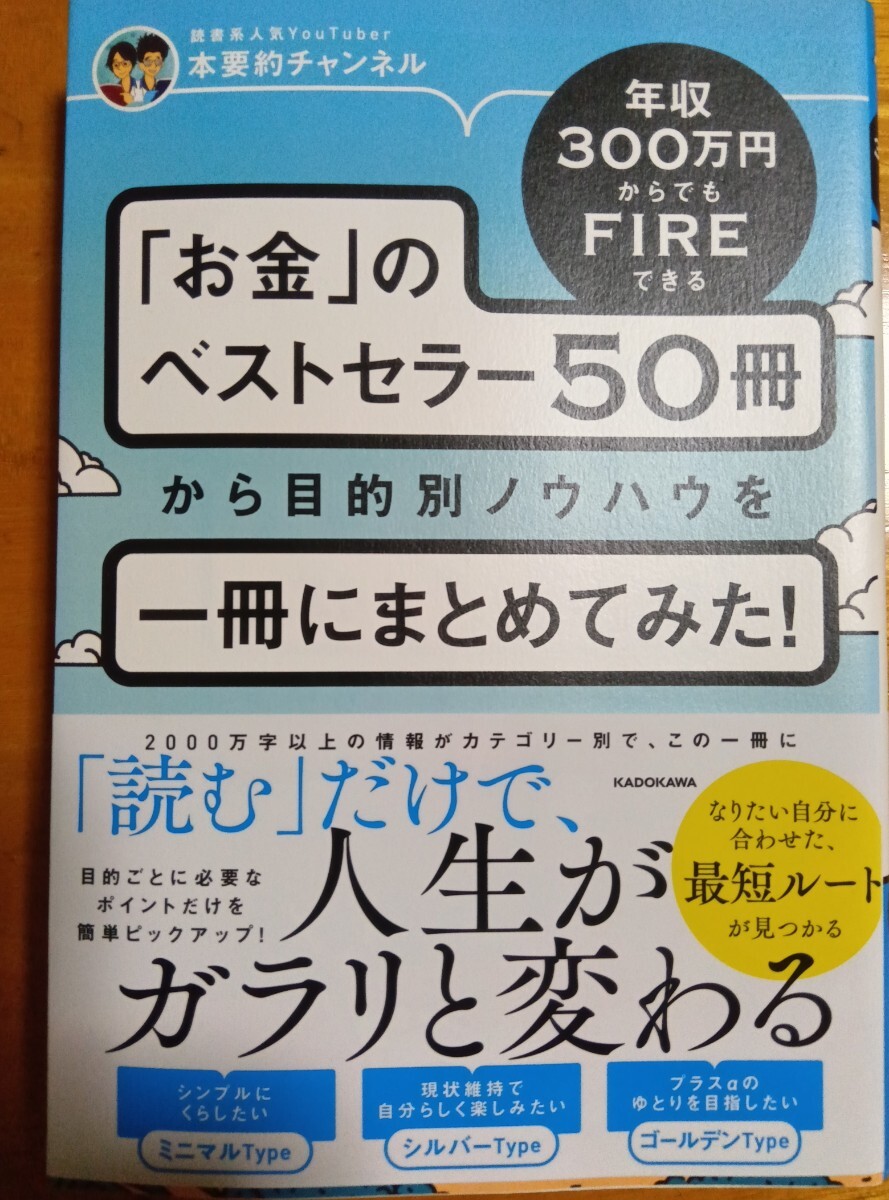 読書系人気YouTuber
本要約チャンネル
年収
300万円
からでも
FIRE
できる
「お金」の
ベストセラー50冊
から目的別ノウハウを
一冊にまとめてみた!
2000万字以上の情報がカテゴリー別で、この一冊に
「読む」だけで、
KADOKAWA
目的ごとに必要な
ポイントだけを
簡単ピックアップ!
人生が
ガラリと変わる
なりたい自分に
合わせた、
最短ルート
が見つかる
シンプルに
くらしたい
ミニマルType
現状維持で
自分らしく楽しみたい
シルバーType
プラスαの
ゆとりを目指したい
ゴールデンType